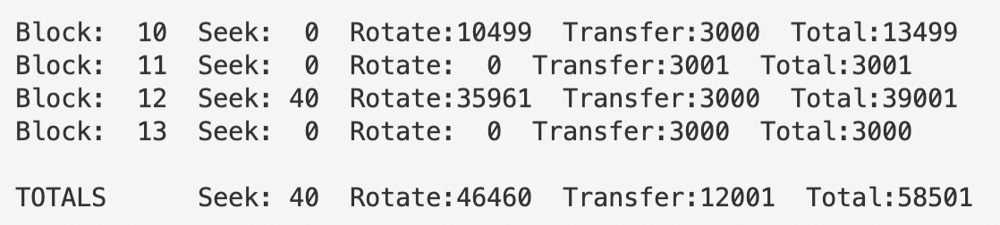 Block:  10  Seek:  0  Rotate:10499  Transfer:3000  Total:13499
Block:  11  Seek:  0  Rotate:  0  Transfer:3001  Total:3001
Block:  12  Seek: 40  Rotate:35961  Transfer:3000  Total:39001
Block:  13  Seek:  0  Rotate:  0  Transfer:3000  Total:3000
TOTALS      Seek: 40  Rotate:46460  Transfer:12001  Total:58501